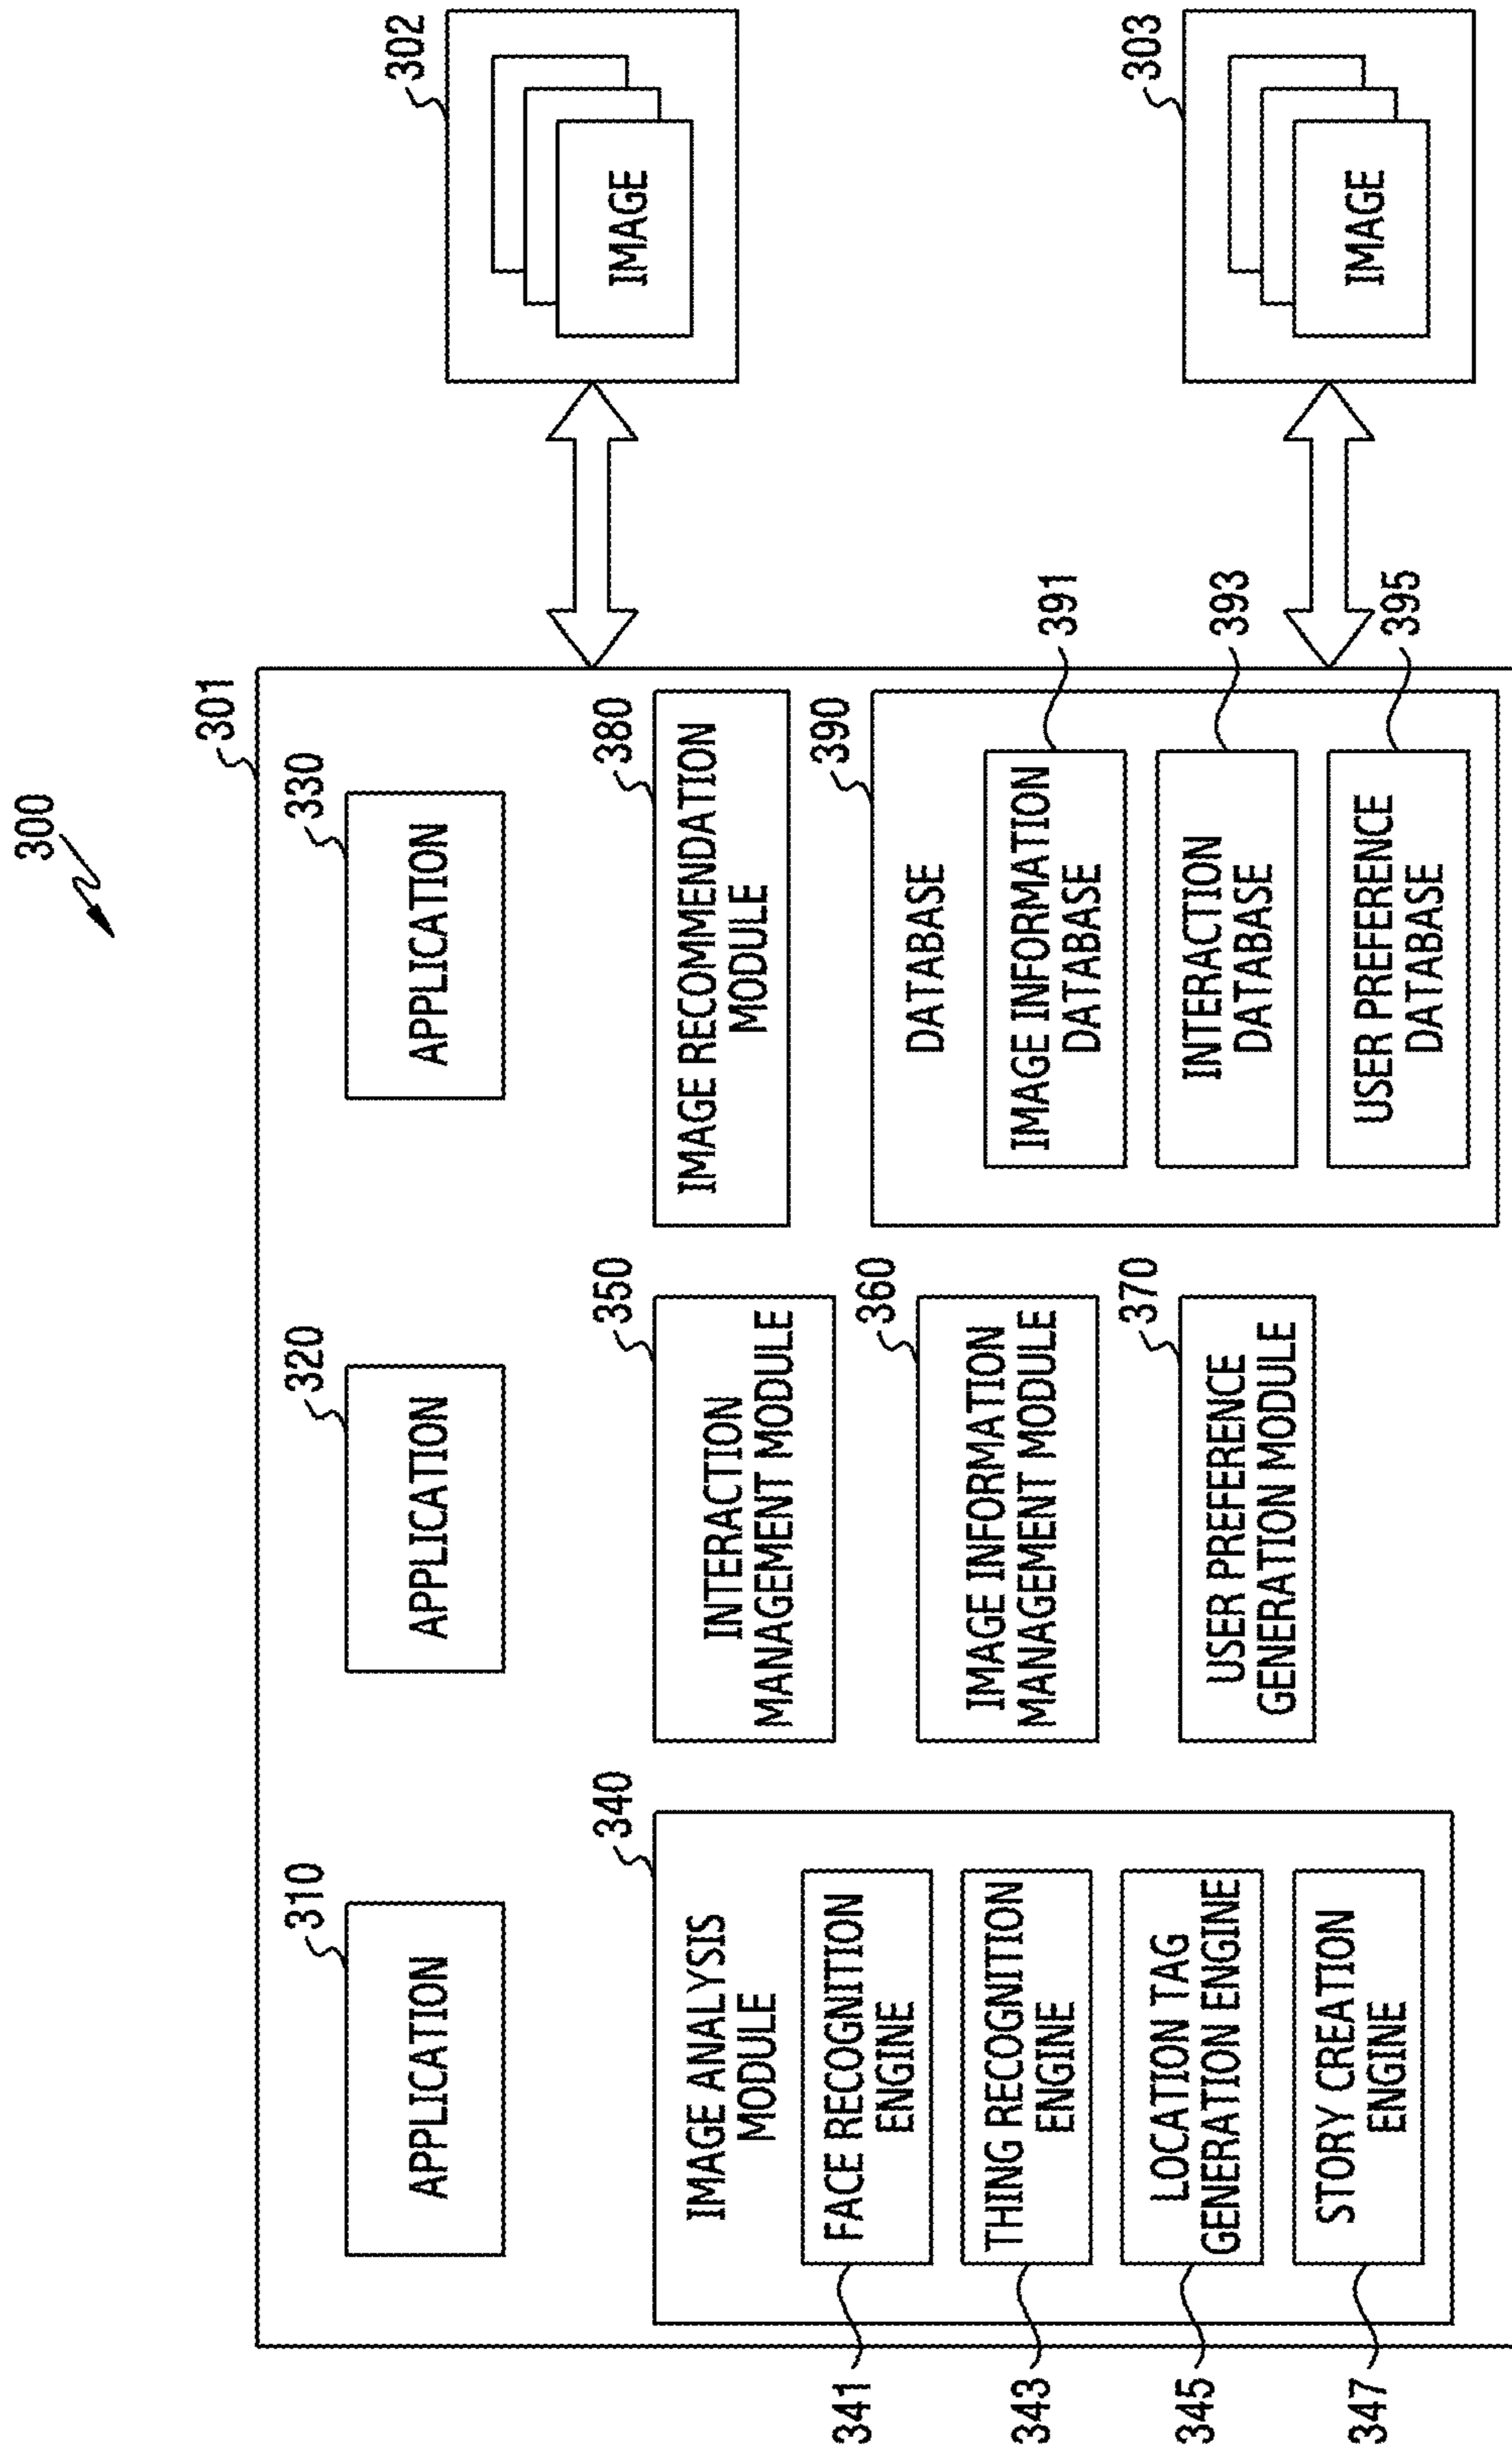 300
301
310
APPLICATION
320
APPLICATION
330
APPLICATION
340
IMAGE ANALYSIS
MODULE
341
FACE RECOGNITION
ENGINE
343
THING RECOGNITION
ENGINE
345
LOCATION TAG
GENERATION ENGINE
347
STORY CREATION
ENGINE
350
INTERACTION
MANAGEMENT MODULE
360
IMAGE INFORMATION
MANAGEMENT MODULE
370
USER PREFERENCE
GENERATION MODULE
380
IMAGE RECOMMENDATION
MODULE
390
DATABASE
IMAGE INFORMATION
DATABASE
391
INTERACTION
DATABASE
393
USER PREFERENCE
DATABASE
395
302
IMAGE
303
IMAGE